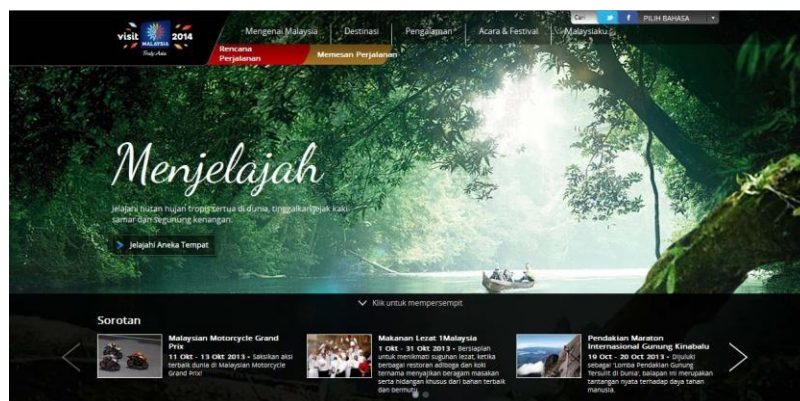 visit MALAYSIA 2014
Truly Asia
Cari
PILIH BAHASA
Mengenai Malaysia
Destinasi
Pengalaman
Acara & Festival
Malaysiaku
Rencana
Perjalanan
Memesan Perjalanan
Menjelajah
Jelajahi hutan hujan tropis tertua di dunia, tinggalkan jejak kaki
samar dan segunung kenangan.
Jelajahi Aneka Tempat
Klik untuk mempersempit
Sorotan
Malaysian Motorcycle Grand
Prix
11 Okt - 13 Okt 2013 - Saksikan aksi
terbaik dunia di Malaysian Motorcycle
Grand Prix!
Makanan Lezat 1Malaysia
1 Okt - 31 Okt 2013 - Bersiaplah
untuk menikmati suguhan lezat, ketika
berbagai restoran adiboga dan koki
ternama menyajikan beragam masakan
serta hidangan khusus dari bahan terbaik
dan bermutu.
Pendakian Maraton
Internasional Gunung Kinabalu
19 Oct - 20 Oct 2013 - Dijuluki
sebagai 'Lomba Pendakian Gunung
Tersulit di Dunia', balapan ini merupakan
tantangan nyata terhadap daya tahan
manusia.